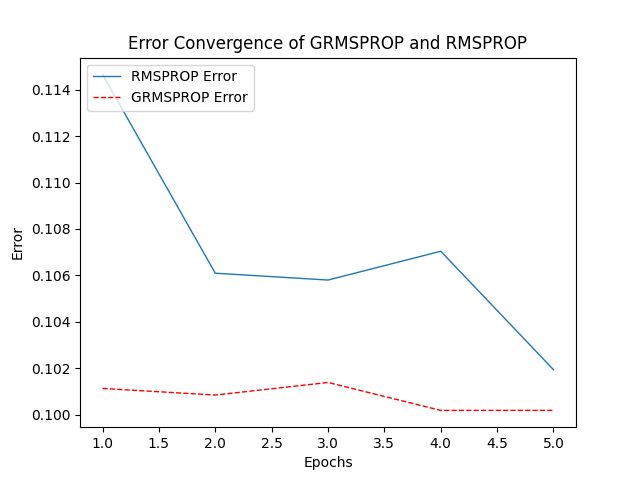 Error Convergence of GRMSPROP and RMSPROP
RMSPROP Error
GRMSPROP Error
0.114
0.112
0.110
0.108
0.106
0.104
0.102
0.100
Error
1.0 1.5 2.0 2.5 3.0 3.5 4.0 4.5 5.0
Epochs